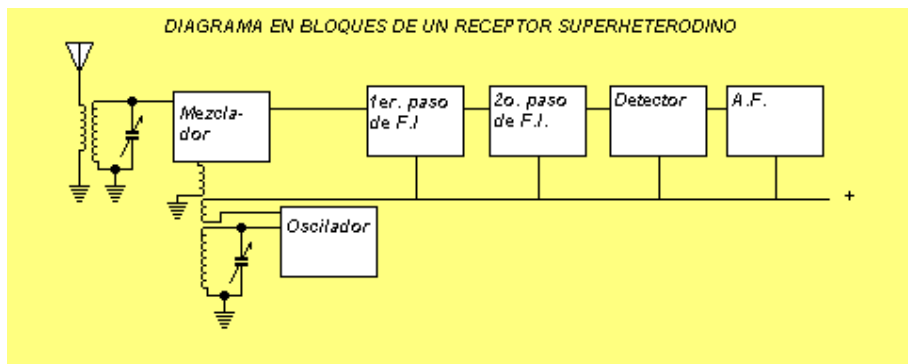 DIAGRAMA EN BLOQUES DE UN RECEPTOR SUPERHETERODINO
Mezcla-
dor
1er. paso
de F.I
2o. paso
de F.I.
Detector
A.F.
+
Oscilador